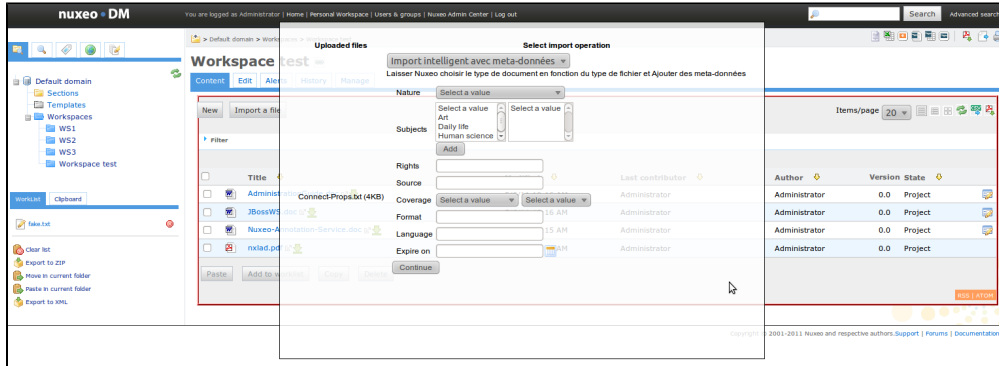 nuxeo DM
You are logged as Administrator | Home | Personal Workspace | Users & groups | Nuxeo Admin Center | Log out
Search Advanced search
> Default domain > Workspaces > Workspace test
Workspace test
Content Edit Alerts History Manage
Default domain
Sections
Templates
Workspaces
WS1
WS2
WS3
Workspace test
WorkList Clipboard
fake.txt
Clear list
Export to ZIP
Move in current folder
Paste in current folder
Export to XML
New Import a file
Items/page 20
Filter
Title Last contributor Author Version State
Administrator Administrator 0.0 Project
JBossWS.doc 16 AM Administrator Administrator 0.0 Project
Nuxeo-Annotation-Service.doc 15 AM Administrator Administrator 0.0 Project
nxlad.pdf AM Administrator Administrator 0.0 Project
Paste Add to worklist Copy Delete
RSS | ATOM
Uploaded files
Connect-Props.txt (4KB)
Select import operation
Import intelligent avec meta-données
Laisser Nuxeo choisir le type de document en fonction du type de fichier et Ajouter des meta-données
Nature Select a value
Subjects
Select a value
Art
Daily life
Human science
Select a value
Add
Rights
Source
Coverage Select a value Select a value
Format
Language
Expire on
Continue
Copyright © 2001-2011 Nuxeo and respective authors. Support | Forums | Documentation